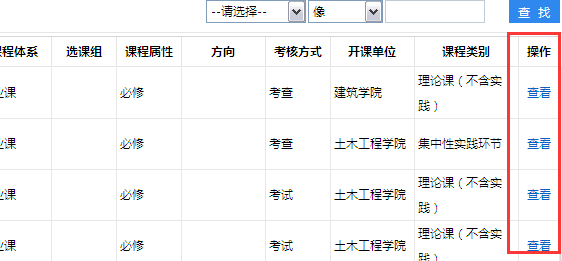 --请选择-- 像 查 找
课程体系 选课组 课程属性 方向 考核方式 开课单位 课程类别 操作
业课 必修 考查 建筑学院 理论课（不含实
践） 查看
业课 必修 考查 土木工程学院 集中性实践环节 查看
业课 必修 考试 土木工程学院 理论课（不含实
践） 查看
业课 必修 考试 土木工程学院 理论课（不含实
践） 查看